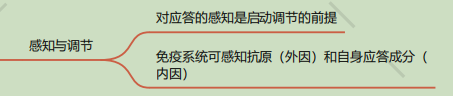 对应答的感知是启动调节的前提
感知与调节
免疫系统可感知抗原（外因）和自身应答成分（
内因）